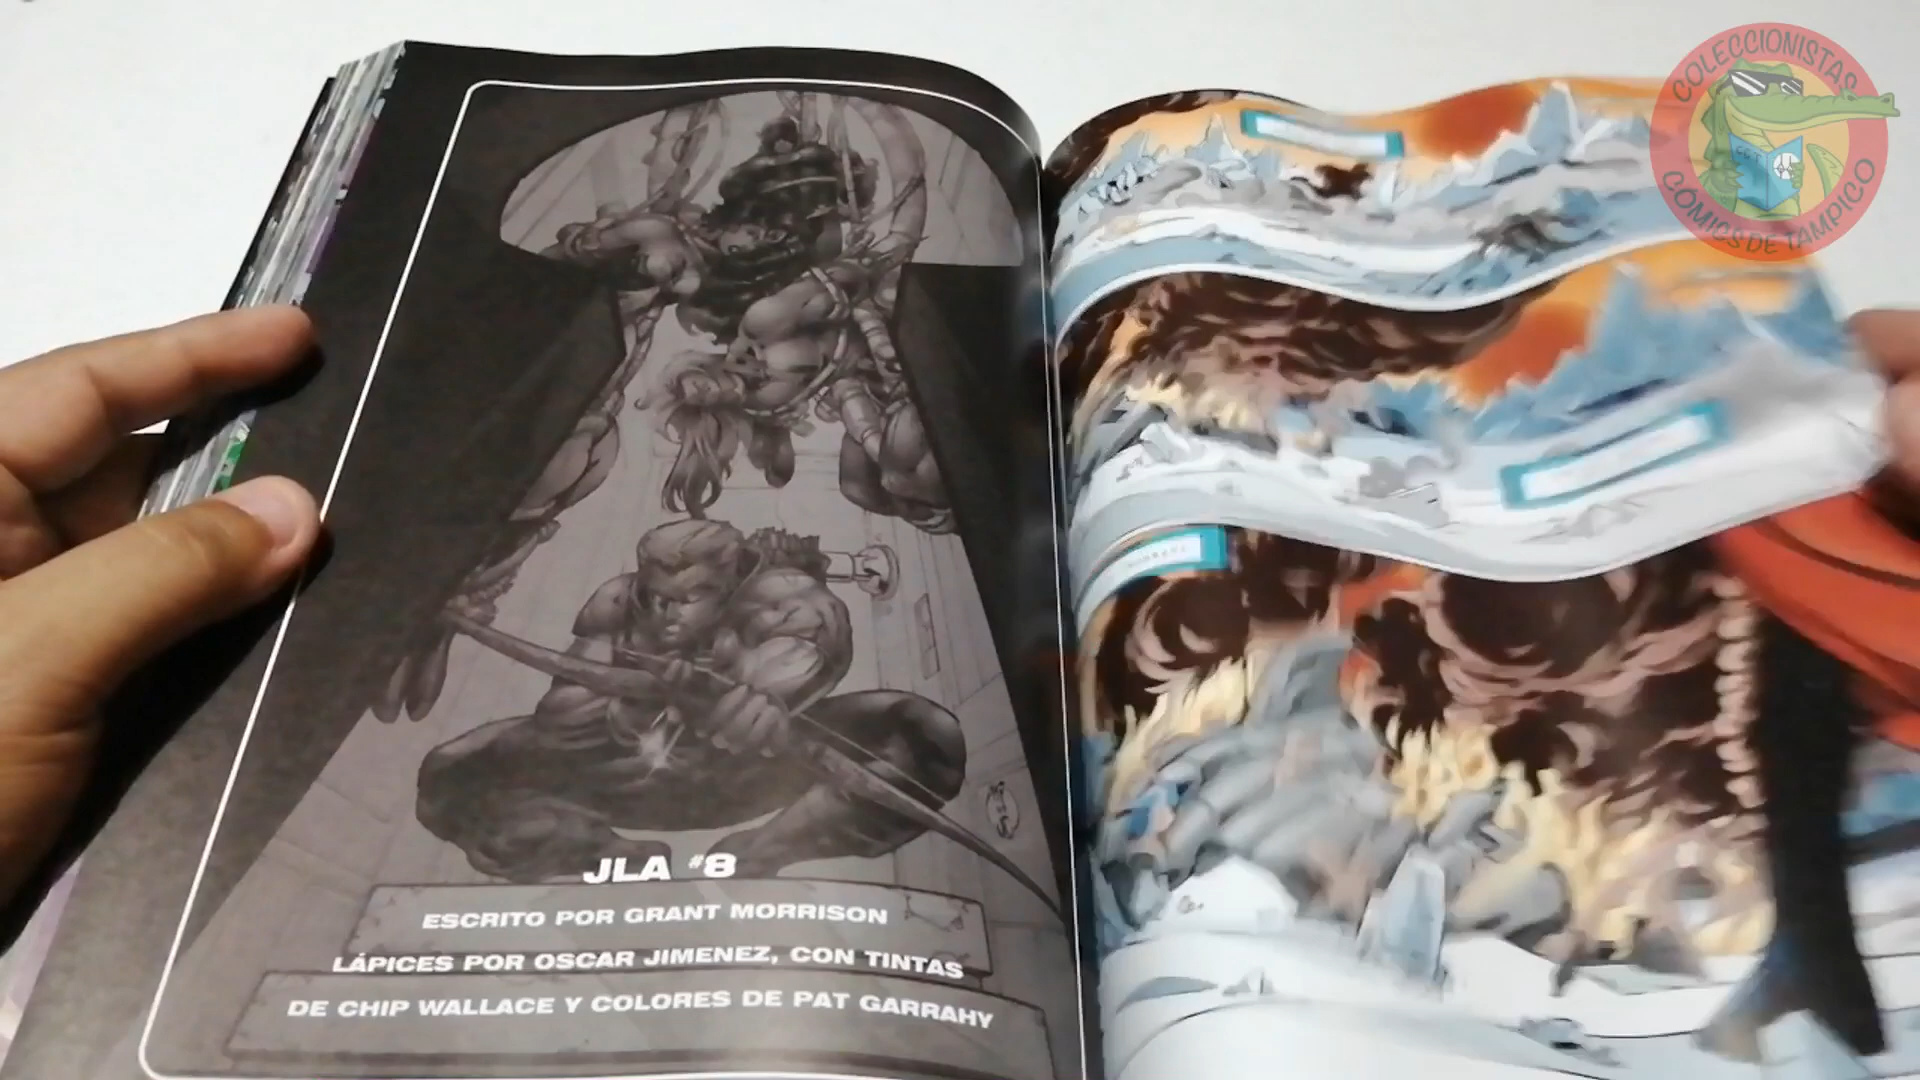 COLECCIONISTAS
CÓMICS DE TAMPICO
JLA #8
ESCRITO POR GRANT MORRISON
LÁPICES POR OSCAR JIMENEZ, CON TINTAS
DE CHIP WALLACE Y COLORES DE PAT GARRAHY